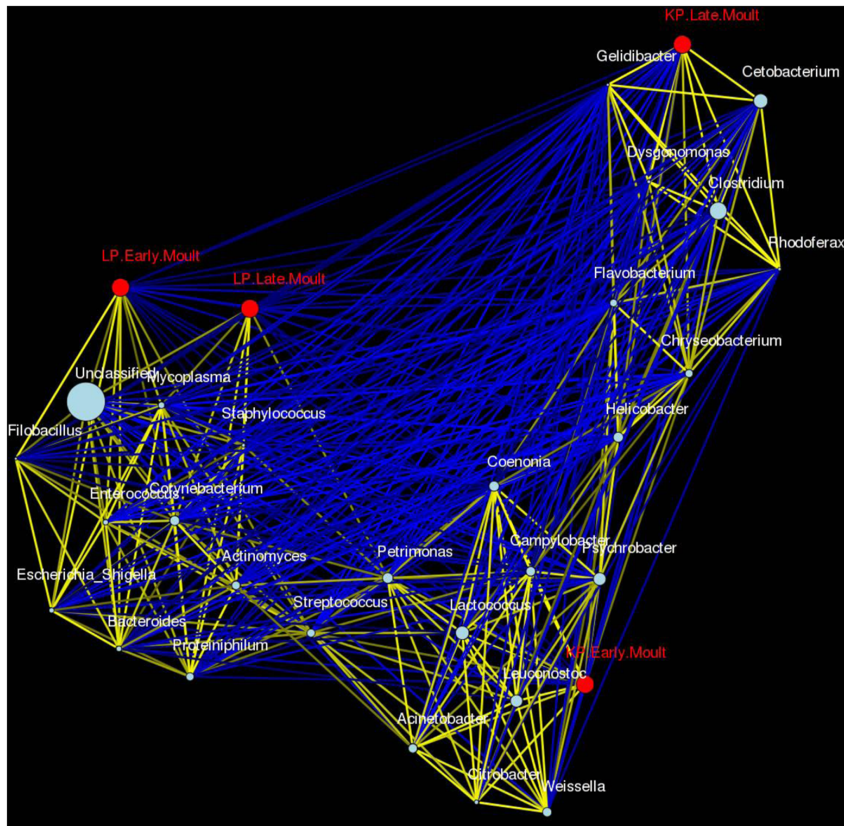 KP.Late.Moult
Gelidibacter
Cetobacterium
Dysgonomonas
Clostridium
Rhodoferax
LP.Early.Moult
LP.Late.Moult
Flavobacterium
Chryseobacterium
Unclassified
Mycoplasma
Staphylococcus
Helicobacter
Filobacillus
Coenonia
Enterococcus
Corynebacterium
Campylobacter
Psychrobacter
Petrimonas
Actinomyces
Escherichia_Shigella
Streptococcus
Lactococcus
Bacteroides
Proteiniphilum
KP.Early.Moult
Leuconostoc
Acinetobacter
Citrobacter
Weissella